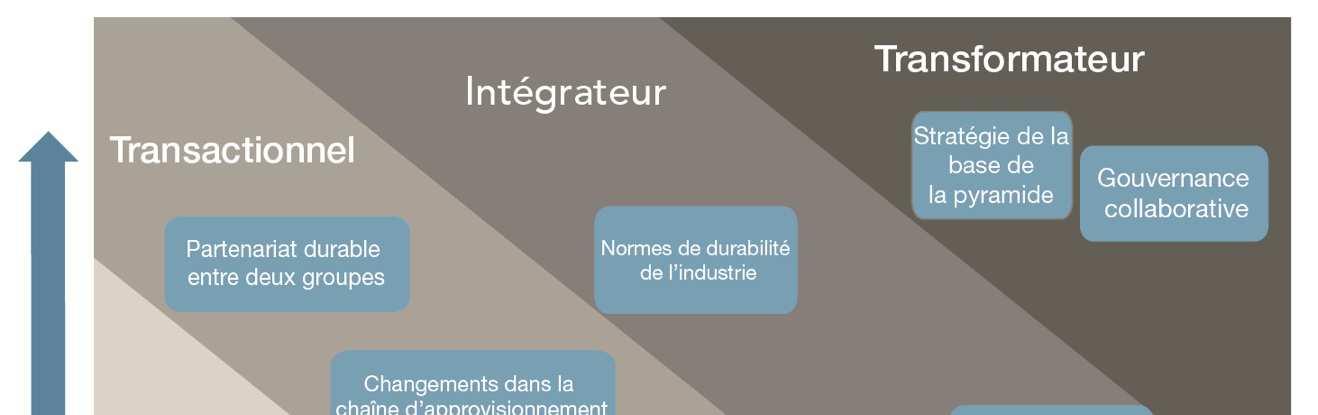 Transformateur
Intégrateur
Transactionnel
Stratégie de la
base de
la pyramide
Gouvernance
collaborative
Partenariat durable
entre deux groupes
Normes de durabilité
de l’industrie
Changements dans la
chaîne d’approvisionnement